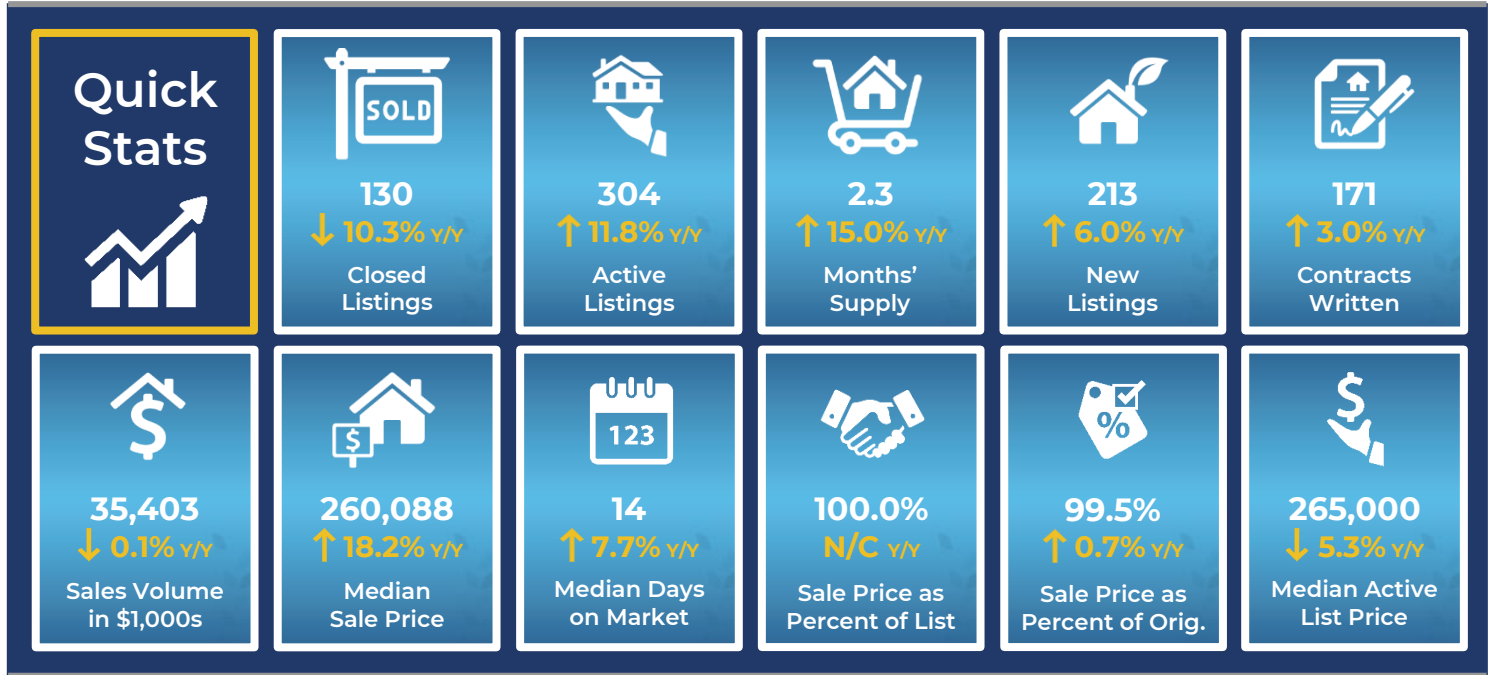 Quick
Stats
SOLD
130
↓ 10.3% Y/Y
Closed
Listings
304
↑ 11.8% Y/Y
Active
Listings
2.3
↑ 15.0% Y/Y
Months’
Supply
213
↑ 6.0% Y/Y
New
Listings
171
↑ 3.0% Y/Y
Contracts
Written
$
35,403
↓ 0.1% Y/Y
Sales Volume
in $1,000s
$
260,088
↑ 18.2% Y/Y
Median
Sale Price
123
14
↑ 7.7% Y/Y
Median Days
on Market
100.0%
N/C Y/Y
Sale Price as
Percent of List
%
99.5%
↑ 0.7% Y/Y
Sale Price as
Percent of Orig.
$
265,000
↓ 5.3% Y/Y
Median Active
List Price